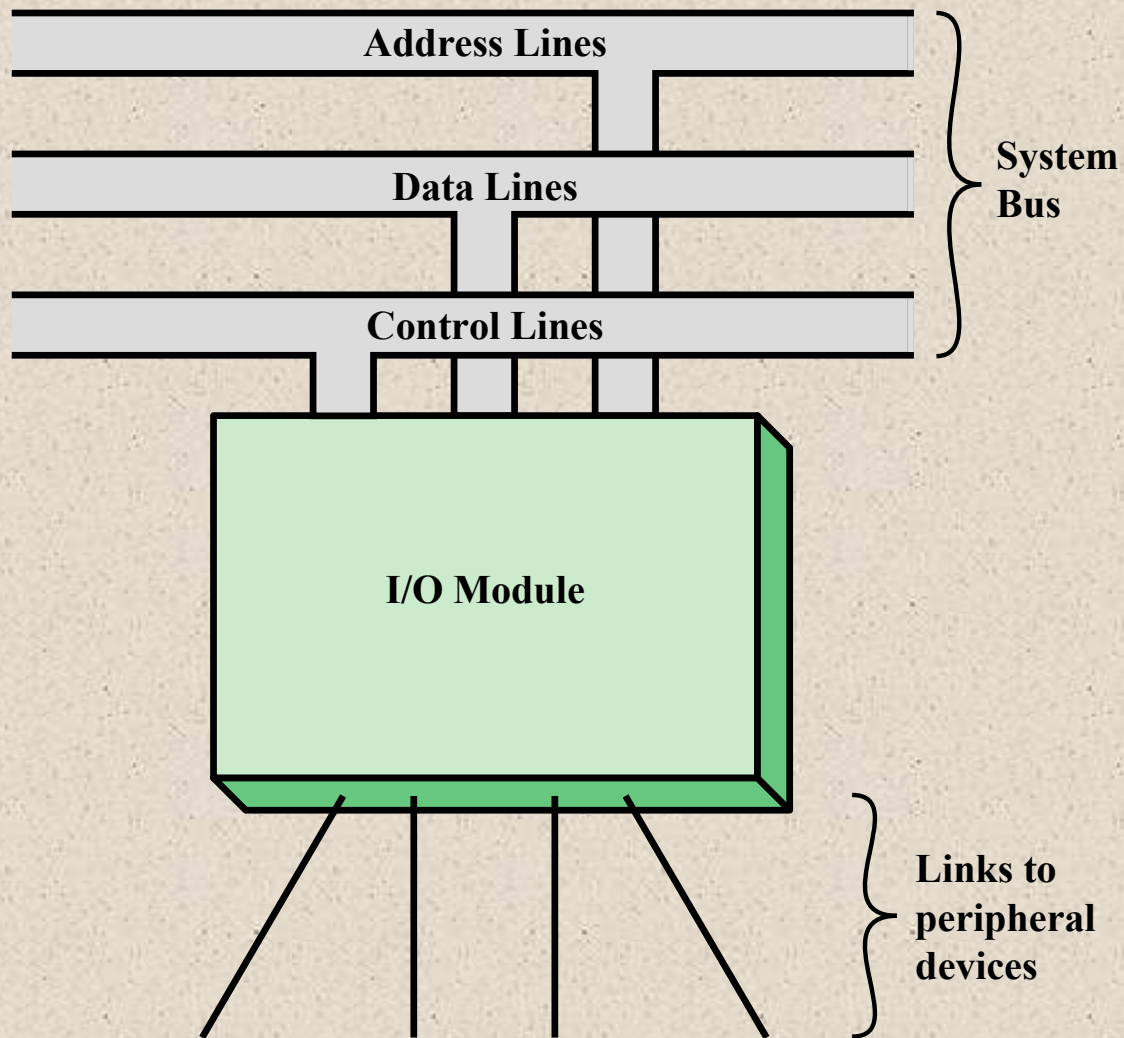 Address Lines
Data Lines
System
Bus
Control Lines
I/O Module
Links to
peripheral
devices